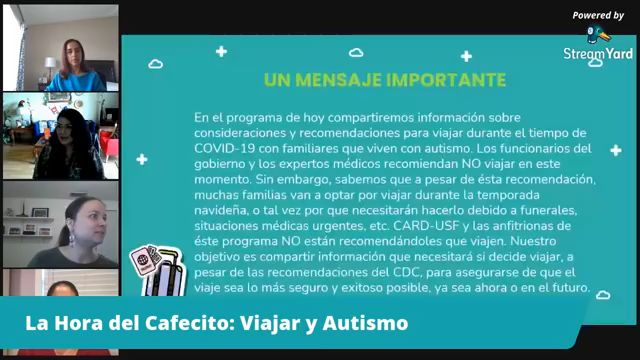 Powered by
StreamYard
UN MENSAJE IMPORTANTE
En el programa de hoy compartiremos información sobre
consideraciones y recomendaciones para viajar durante el tiempo de
COVID-19 con familiares que viven con autismo. Los funcionarios del
gobierno y los expertos médicos recomiendan NO viajar en este
momento. Sin embargo, sabemos que a pesar de ésta recomendación,
muchas familias van a optar por viajar durante la temporada
navideña, o tal vez por que necesitarán hacerlo debido a funerales,
situaciones médicas urgentes, etc. CARD-USF y las anfitrionas de
éste programa NO están recomendándoles que viajen. Nuestro
objetivo es compartir información que necesitará si decide viajar, a
pesar de las recomendaciones del CDC, para asegurarse de que el
viaje sea lo más seguro y exitoso posible, ya sea ahora o en el futuro.
La Hora del Cafecito: Viajar y Autismo